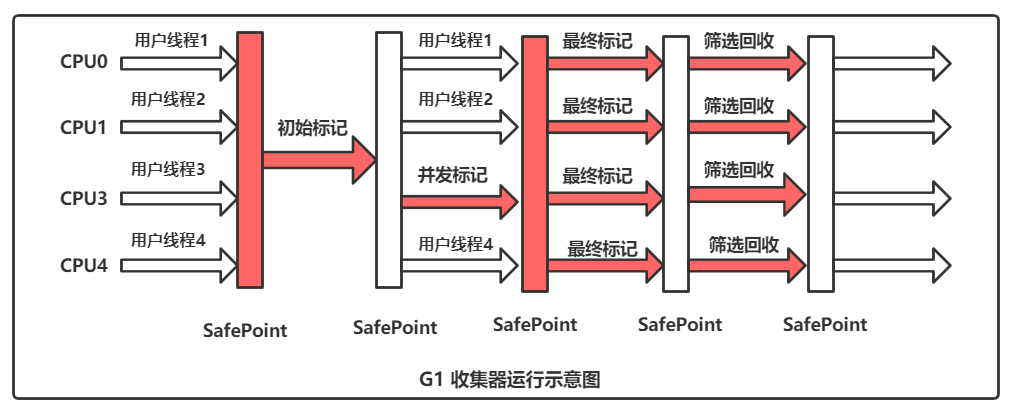 用户线程1 用户线程1 最终标记 筛选回收
CPU0
用户线程2 用户线程2 最终标记 筛选回收
CPU1
初始标记
用户线程3 并发标记 最终标记 筛选回收
CPU3
用户线程4 用户线程4 最终标记 筛选回收
CPU4
SafePoint SafePoint SafePoint SafePoint SafePoint
G1 收集器运行示意图